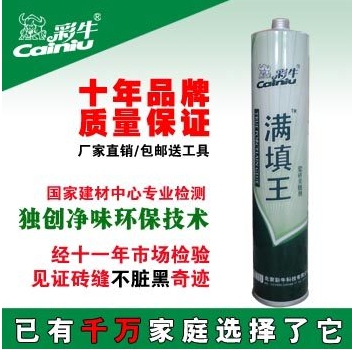 彩牛
Cainiu
十年品牌
质量保证
厂家直销/包邮送工具
国家建材中心专业检测
独创净味环保技术
经十一年市场检验
见证砖缝不脏黑奇迹
已有千万家庭选择了它
彩牛
Cainiu
满填王